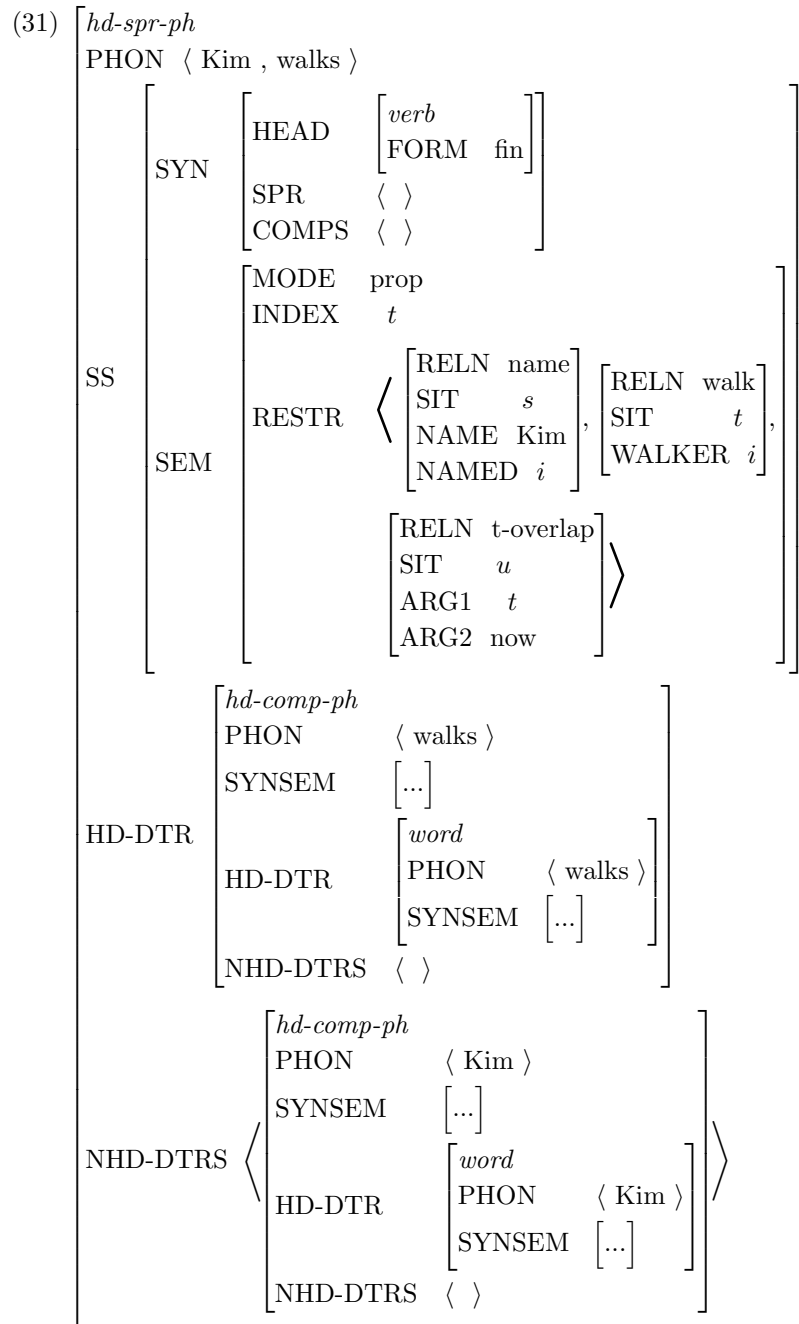 (31) hd-spr-ph
PHON ⟨ Kim , walks ⟩
HEAD verb
FORM fin
SYN
SPR ⟨ ⟩
COMPS ⟨ ⟩
MODE prop
INDEX t
SS
RELN name RELN walk
SIT s SIT t
RESTR ⟨ , ,
NAME Kim WALKER i
NAMED i
SEM
RELN t-overlap
SIT u
ARG1 t
ARG2 now ⟩
hd-comp-ph
PHON ⟨ walks ⟩
SYNSEM [...]
HD-DTR
word
HD-DTR PHON ⟨ walks ⟩
SYNSEM [...]
NHD-DTRS ⟨ ⟩
hd-comp-ph
PHON ⟨ Kim ⟩
SYNSEM [...]
NHD-DTRS ⟨ ⟩
word
HD-DTR PHON ⟨ Kim ⟩
SYNSEM [...]
NHD-DTRS ⟨ ⟩